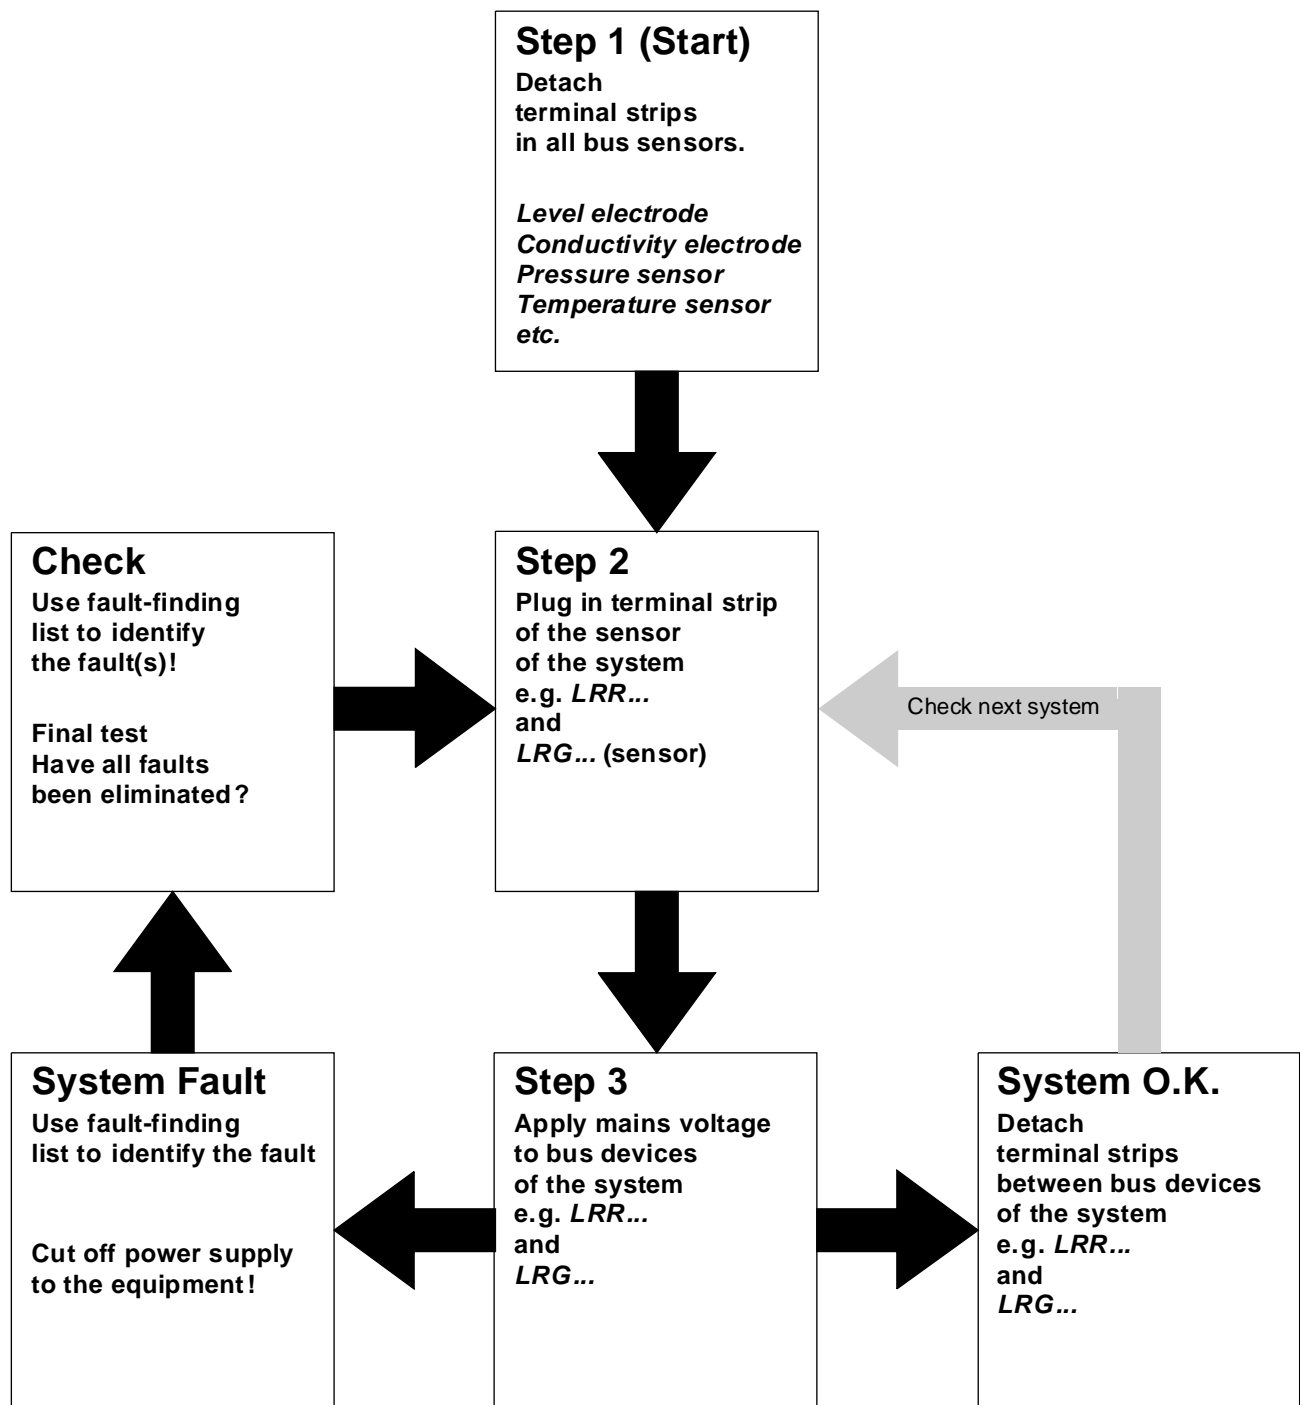 Step 1 (Start)
Detach
terminal strips
in all bus sensors.
Level electrode
Conductivity electrode
Pressure sensor
Temperature sensor
etc.
Check
Use fault-finding
list to identify
the fault(s)!
Final test
Have all faults
been eliminated?
Step 2
Plug in terminal strip
of the sensor
of the system
e.g. LRR...
and
LRG... (sensor)
Check next system
System Fault
Use fault-finding
list to identify the fault
Cut off power supply
to the equipment!
Step 3
Apply mains voltage
to bus devices
of the system
e.g. LRR...
and
LRG...
System O.K.
Detach
terminal strips
between bus devices
of the system
e.g. LRR...
and
LRG...